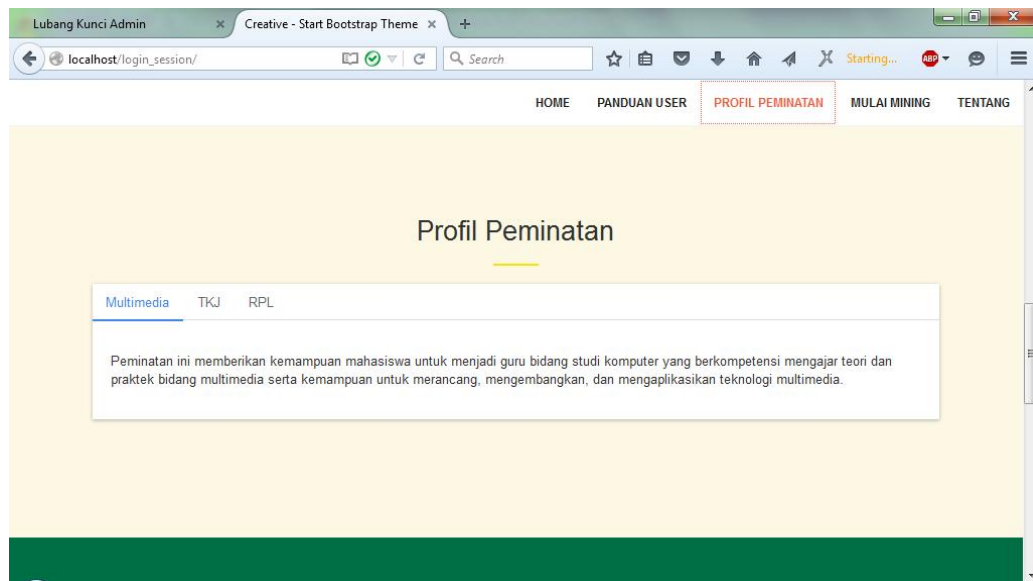 Lubang Kunci Admin
Creative - Start Bootstrap Theme
localhost/login_session/
Search
Starting...
ABP
HOME PANDUAN USER PROFIL PEMINATAN MULAI MINING TENTANG
Profil Peminatan
Multimedia TKJ RPL
Peminatan ini memberikan kemampuan mahasiswa untuk menjadi guru bidang studi komputer yang berkompetensi mengajar teori dan
praktek bidang multimedia serta kemampuan untuk merancang, mengembangkan, dan mengaplikasikan teknologi multimedia.